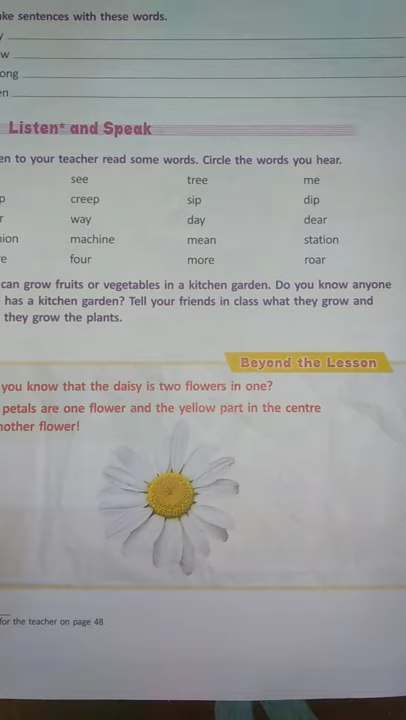 ke sentences with these words.
y
w
ong
en
Listen* and Speak
en to your teacher read some words. Circle the words you hear.
see tree me
p creep sip dip
r way day dear
ion machine mean station
e four more roar
can grow fruits or vegetables in a kitchen garden. Do you know anyone
has a kitchen garden? Tell your friends in class what they grow and
they grow the plants.
Beyond the Lesson
you know that the daisy is two flowers in one?
petals are one flower and the yellow part in the centre
nother flower!
for the teacher on page 48